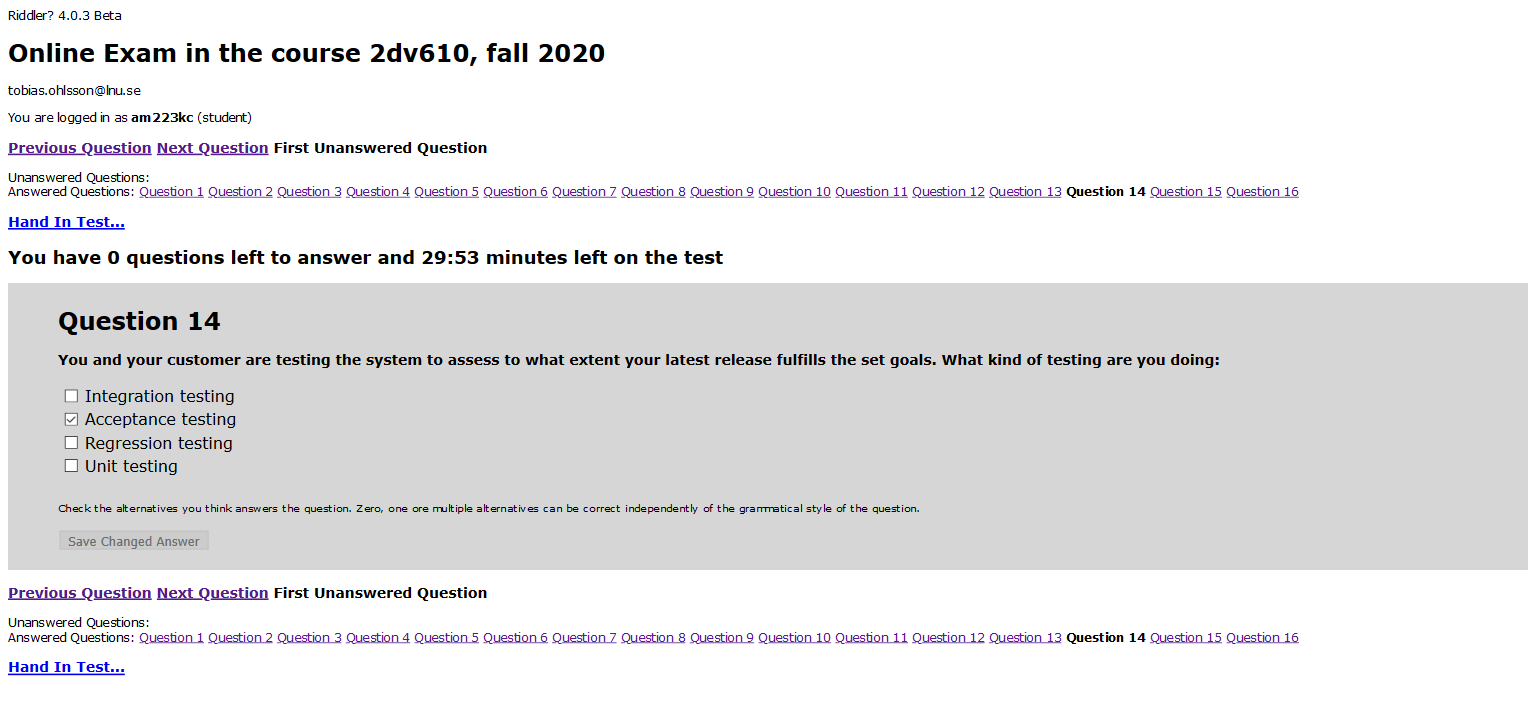 Riddler? 4.0.3 Beta
Online Exam in the course 2dv610, fall 2020
tobias.ohlsson@lnu.se
You are logged in as am223kc (student)
Previous Question Next Question First Unanswered Question
Unanswered Questions:
Answered Questions: Question 1 Question 2 Question 3 Question 4 Question 5 Question 6 Question 7 Question 8 Question 9 Question 10 Question 11 Question 12 Question 13 Question 14 Question 15 Question 16
Hand In Test...
You have 0 questions left to answer and 29:53 minutes left on the test
Question 14
You and your customer are testing the system to assess to what extent your latest release fulfills the set goals. What kind of testing are you doing:
Integration testing
Acceptance testing
Regression testing
Unit testing
Check the alternatives you think answers the question. Zero, one ore multiple alternatives can be correct independently of the grammatical style of the question.
Save Changed Answer
Previous Question Next Question First Unanswered Question
Unanswered Questions:
Answered Questions: Question 1 Question 2 Question 3 Question 4 Question 5 Question 6 Question 7 Question 8 Question 9 Question 10 Question 11 Question 12 Question 13 Question 14 Question 15 Question 16
Hand In Test...